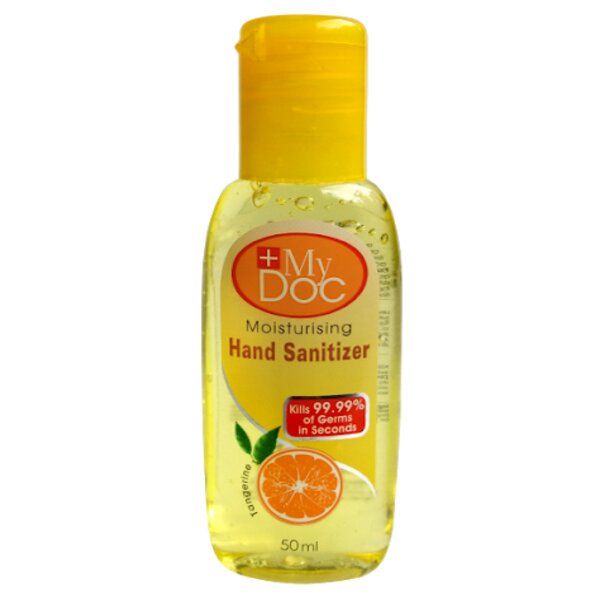 My
Doc
Moisturising
Hand Sanitizer
Kills 99.99%
of Germs
in Seconds
Tangerine
50ml